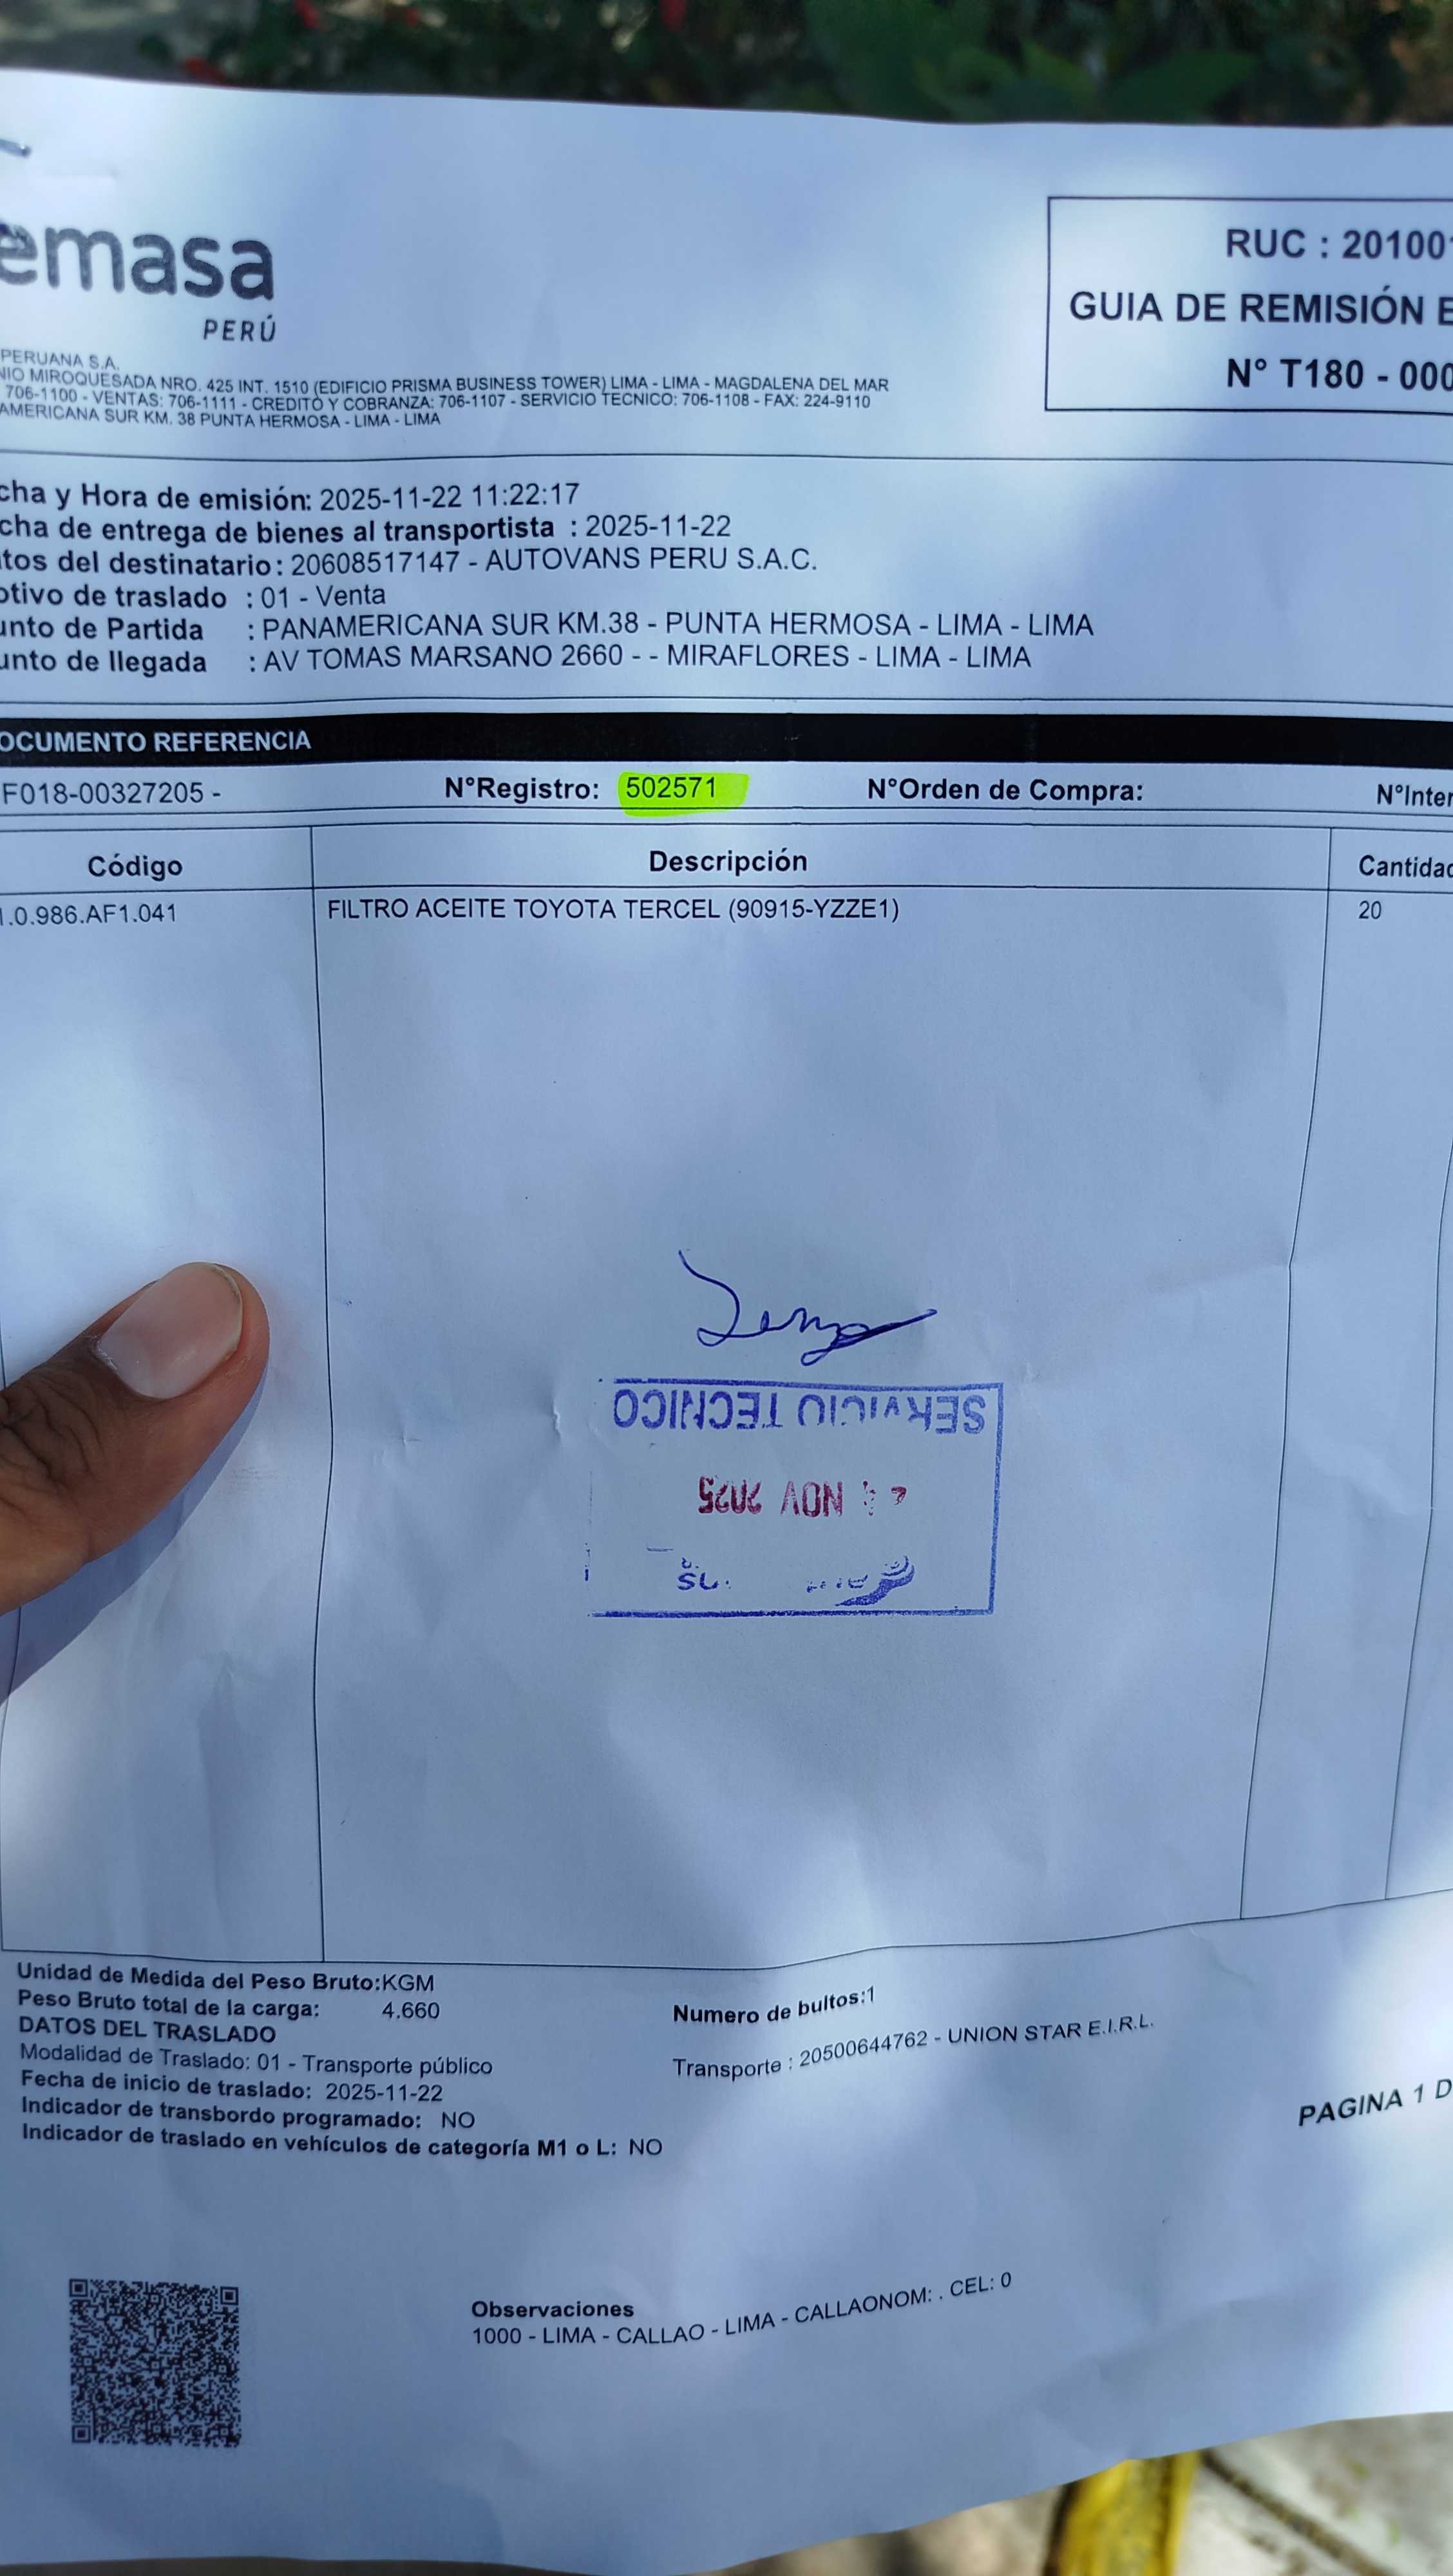 emasa
PERÚ
PERUANA S.A.
NIO MIROQUESADA NRO. 425 INT. 1510 (EDIFICIO PRISMA BUSINESS TOWER) LIMA - LIMA - MAGDALENA DEL MAR
706-1100 - VENTAS: 706-1111 - CREDITO Y COBRANZA: 706-1107 - SERVICIO TECNICO: 706-1108 - FAX: 224-9110
AMERICANA SUR KM. 38 PUNTA HERMOSA - LIMA - LIMA
RUC : 20100
GUIA DE REMISIÓN E
N° T180 - 000
cha y Hora de emisión: 2025-11-22 11:22:17
cha de entrega de bienes al transportista : 2025-11-22
tos del destinatario: 20608517147 - AUTOVANS PERU S.A.C.
otivo de traslado : 01 - Venta
unto de Partida : PANAMERICANA SUR KM.38 - PUNTA HERMOSA - LIMA - LIMA
unto de llegada : AV TOMAS MARSANO 2660 - - MIRAFLORES - LIMA - LIMA
OCUMENTO REFERENCIA
F018-00327205 - N°Registro: 502571 N°Orden de Compra: N°Inter
Código Descripción Cantidad
1.0.986.AF1.041 FILTRO ACEITE TOYOTA TERCEL (90915-YZZE1) 20
NOV 2025
SERVICIO TECNICO
Unidad de Medida del Peso Bruto:KGM
Peso Bruto total de la carga: 4.660
Numero de bultos:1
DATOS DEL TRASLADO
Modalidad de Traslado: 01 - Transporte público
Transporte : 20500644762 - UNION STAR E.I.R.L.
Fecha de inicio de traslado: 2025-11-22
Indicador de transbordo programado: NO
Indicador de traslado en vehículos de categoría M1 o L: NO
PAGINA 1 D
Observaciones
1000 - LIMA - CALLAO - LIMA - CALLAONOM: . CEL: 0